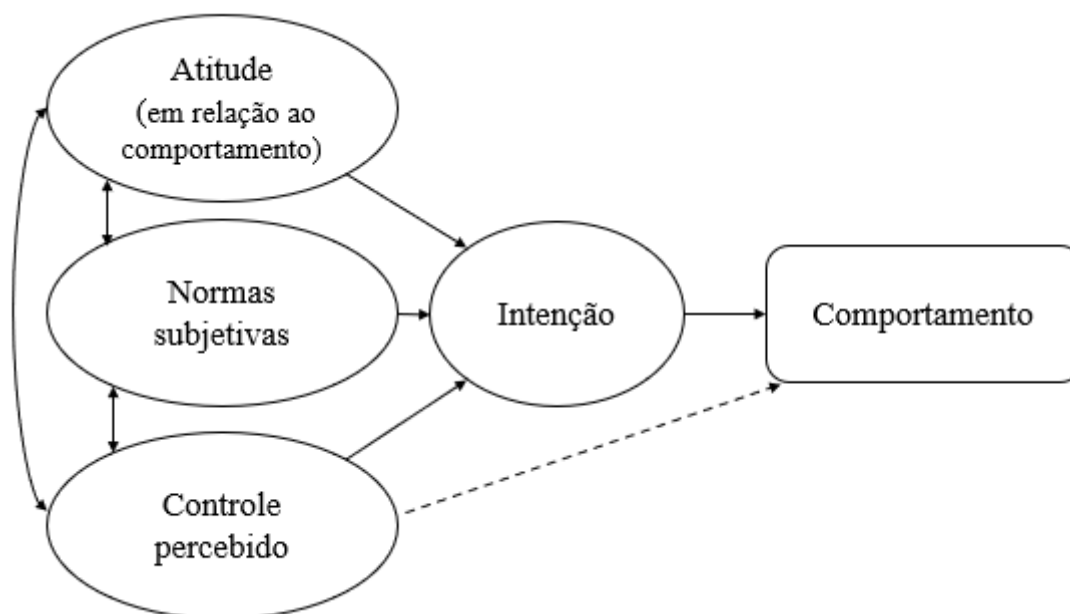 Atitude
(em relação ao
comportamento)
Normas
subjetivas
Controle
percebido
Intenção
Comportamento